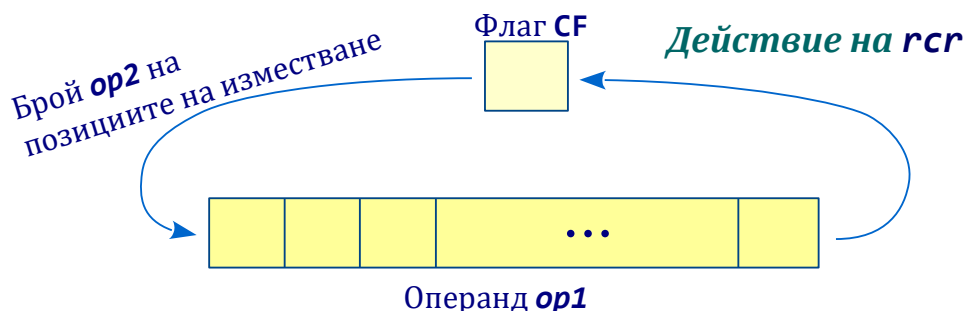 Флаг CF
Действие на rcr
Брой op2 на
позициите на изместване
...
Операнд op1